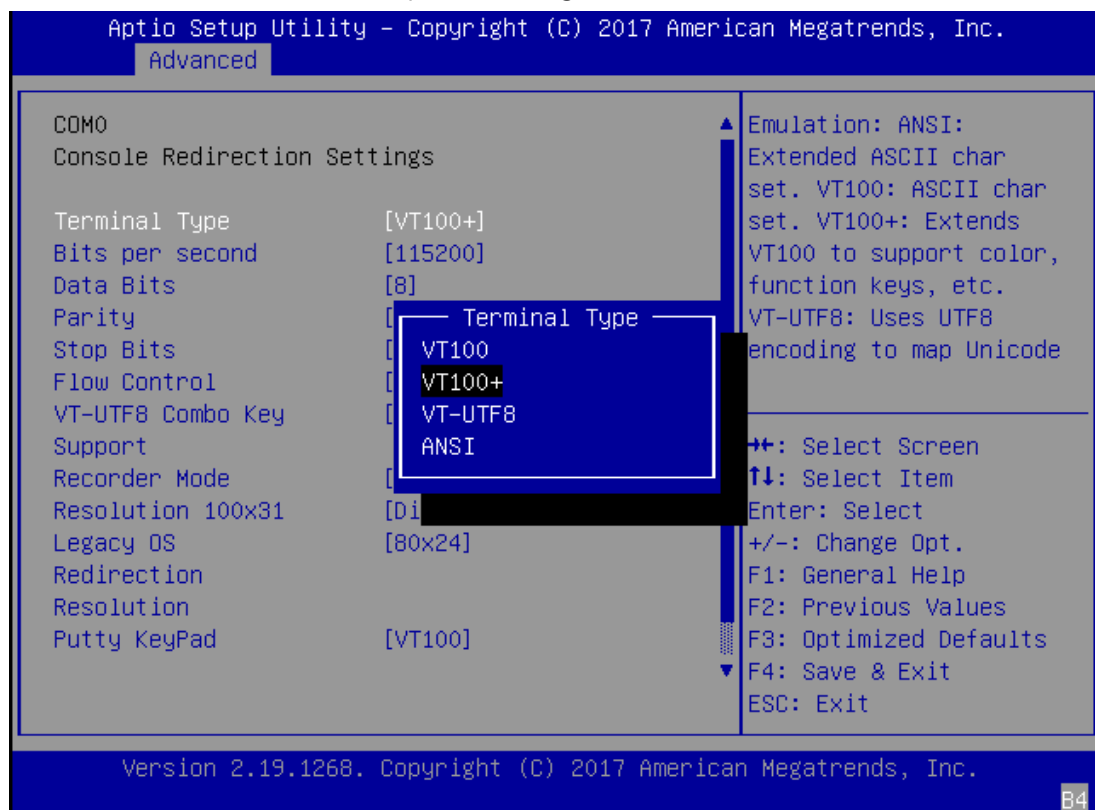 Aptio Setup Utility – Copyright (C) 2017 American Megatrends, Inc.
Advanced
COM0
Console Redirection Settings
Terminal Type [VT100+]
Bits per second [115200]
Data Bits [8]
Parity [
Stop Bits [
Flow Control [
VT-UTF8 Combo Key [
Support
Recorder Mode [
Resolution 100x31 [Di
Legacy OS [80x24]
Redirection
Resolution
Putty KeyPad [VT100]
Terminal Type
VT100
VT100+
VT-UTF8
ANSI
Emulation: ANSI:
Extended ASCII char
set. VT100: ASCII char
set. VT100+: Extends
VT100 to support color,
function keys, etc.
VT-UTF8: Uses UTF8
encoding to map Unicode
→←: Select Screen
↑↓: Select Item
Enter: Select
+/-: Change Opt.
F1: General Help
F2: Previous Values
F3: Optimized Defaults
F4: Save & Exit
ESC: Exit
Version 2.19.1268. Copyright (C) 2017 American Megatrends, Inc.
B4